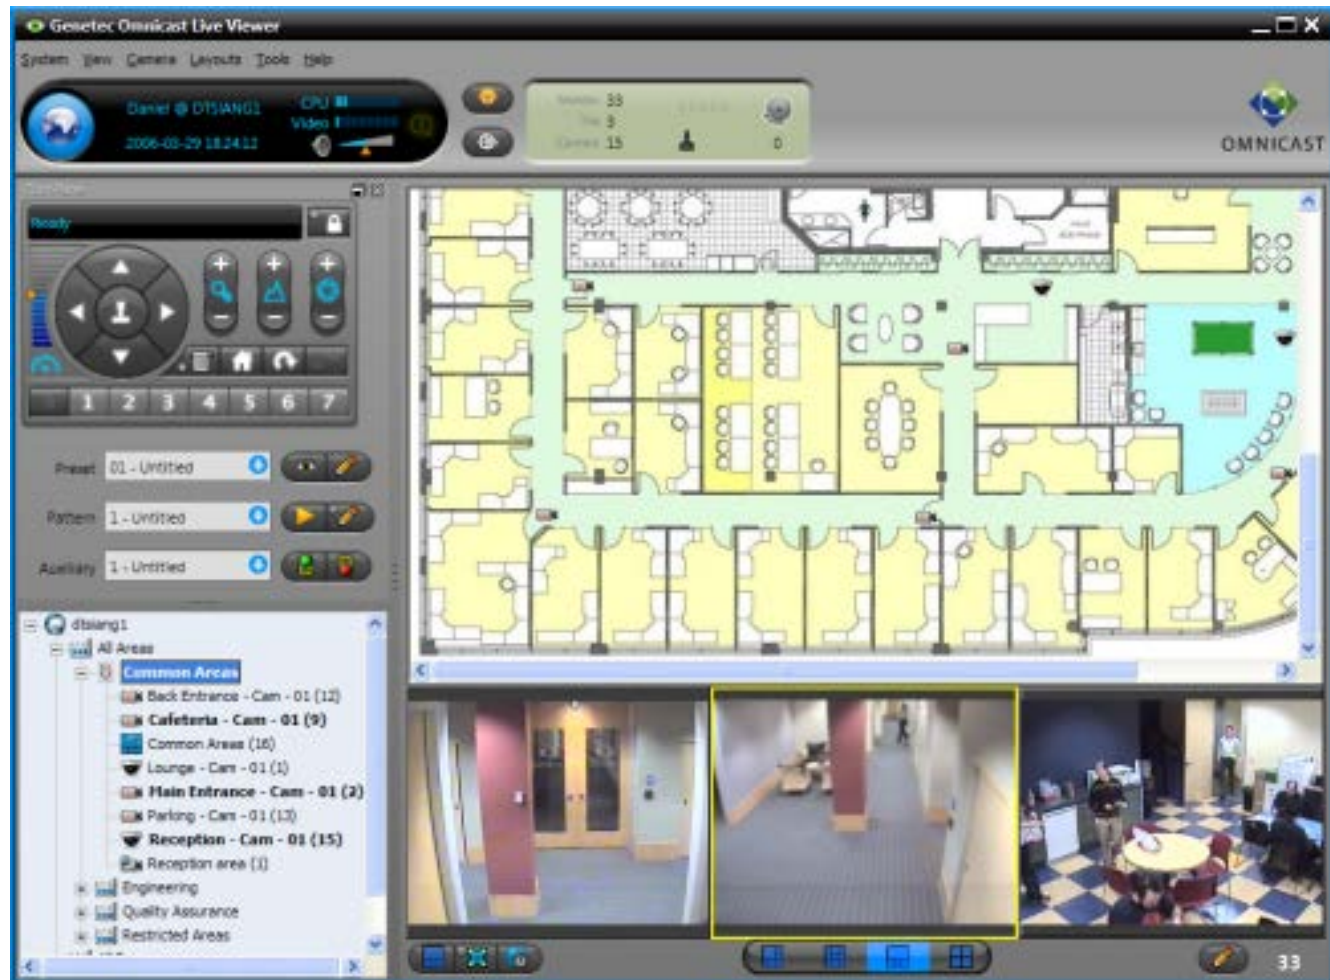 Genetec Omnicast Live Viewer
System View Camera Layouts Tools Help
Daniel @ DTSIANG1
CPU
Video
2006-03-29 18:24:12
Monitor 33
Tile 3
Camera 15
0
OMNICAST
Ready
1 2 3 4 5 6 7
Preset 01 - Untitled
Pattern 1 - Untitled
Auxiliary 1 - Untitled
dtsiang1
All Areas
Common Areas
Back Entrance - Cam - 01 (12)
Cafeteria - Cam - 01 (9)
Common Areas (16)
Lounge - Cam - 01 (1)
Main Entrance - Cam - 01 (2)
Parking - Cam - 01 (13)
Reception - Cam - 01 (15)
Reception area (1)
Engineering
Quality Assurance
Restricted Areas
33